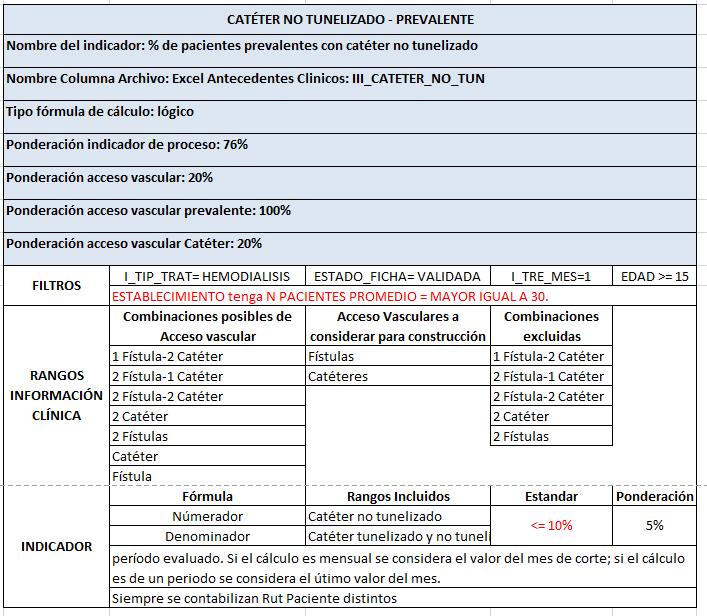 CATÉTER NO TUNELIZADO - PREVALENTE
Nombre del indicador: % de pacientes prevalentes con catéter no tunelizado
Nombre Columna Archivo: Excel Antecedentes Clinicos: III_CATETER_NO_TUN
Tipo fórmula de cálculo: lógico
Ponderación indicador de proceso: 76%
Ponderación acceso vascular: 20%
Ponderación acceso vascular prevalente: 100%
Ponderación acceso vascular Catéter: 20%
FILTROS
I_TIP_TRAT= HEMODIALISIS ESTADO_FICHA= VALIDADA I_TRE_MES=1 EDAD >= 15
ESTABLECIMIENTO tenga N PACIENTES PROMEDIO = MAYOR IGUAL A 30.
RANGOS
INFORMACIÓN
CLÍNICA
Combinaciones posibles de
Acceso vascular
Acceso Vasculares a
considerar para construcción
Combinaciones
excluidas
1 Fístula-2 Catéter Fístulas 1 Fístula-2 Catéter
2 Fístula-1 Catéter Catéteres 2 Fístula-1 Catéter
2 Fístula-2 Catéter 2 Fístula-2 Catéter
2 Catéter 2 Catéter
2 Fístulas 2 Fístulas
Catéter
Fístula
INDICADOR
Fórmula Rangos Incluidos Estandar Ponderación
Númerador Catéter no tunelizado <= 10% 5%
Denominador Catéter tunelizado y no tuneli
período evaluado. Si el cálculo es mensual se considera el valor del mes de corte; si el cálculo
es de un periodo se considera el útimo valor del mes.
Siempre se contabilizan Rut Paciente distintos